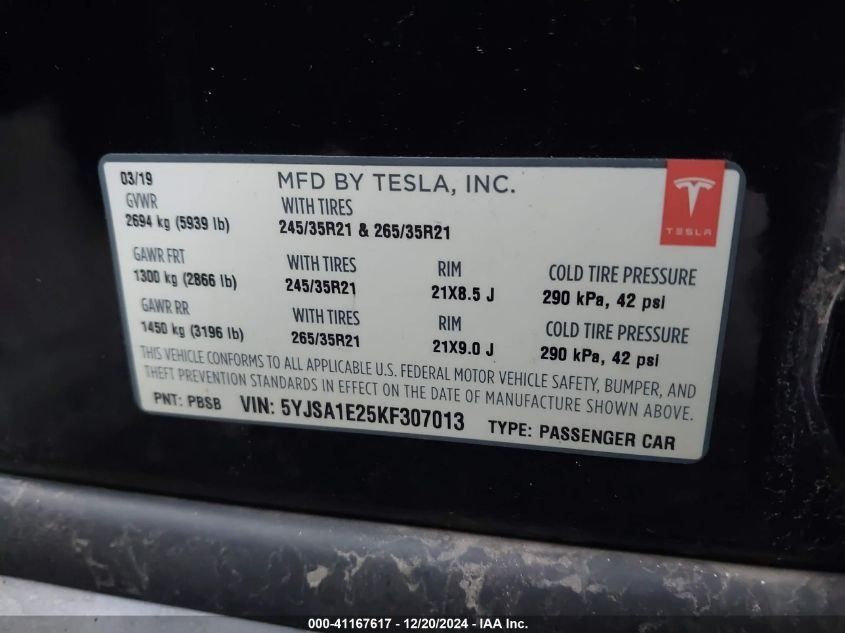 03/19 MFD BY TESLA, INC.
GVWR WITH TIRES
2694 kg (5939 lb) 245/35R21 & 265/35R21
TESLA
GAWR FRT WITH TIRES RIM COLD TIRE PRESSURE
1300 kg (2866 lb) 245/35R21 21X8.5 J 290 kPa, 42 psi
GAWR RR WITH TIRES RIM COLD TIRE PRESSURE
1450 kg (3196 lb) 265/35R21 21X9.0 J 290 kPa, 42 psi
THIS VEHICLE CONFORMS TO ALL APPLICABLE U.S. FEDERAL MOTOR VEHICLE SAFETY, BUMPER, AND
THEFT PREVENTION STANDARDS IN EFFECT ON THE DATE OF MANUFACTURE SHOWN ABOVE.
PNT: PBSB VIN: 5YJSA1E25KF307013 TYPE: PASSENGER CAR
000-41167617 - 12/20/2024 - IAA Inc.